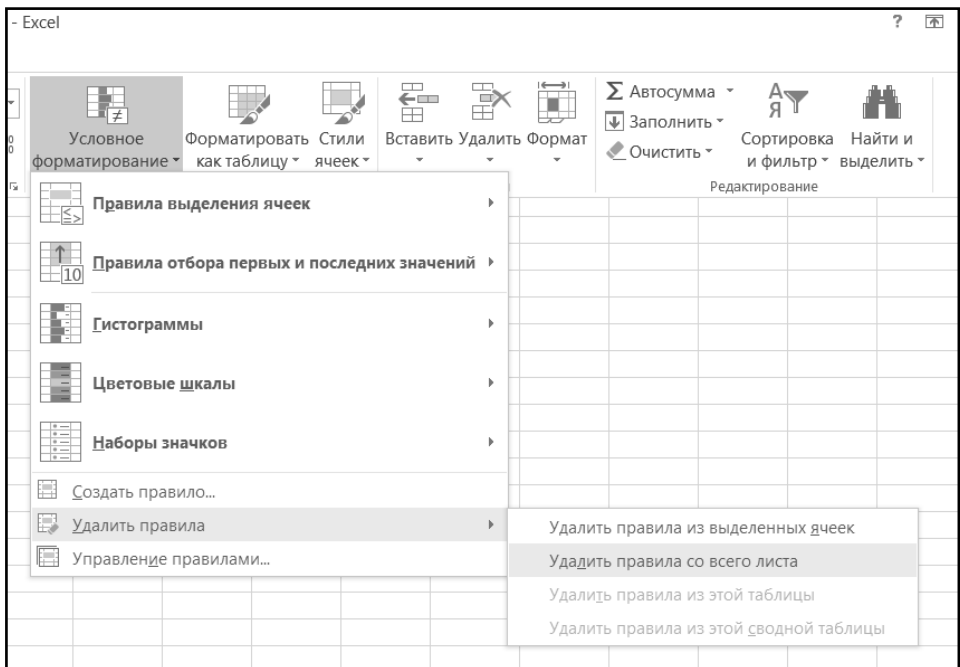 - Excel
?
Σ Автосумма
Заполнить
Очистить
Условное форматирование
Форматировать как таблицу
Стили ячеек
Вставить
Удалить
Формат
А
Я
Сортировка и фильтр
Найти и выделить
Редактирование
Правила выделения ячеек
10
Правила отбора первых и последних значений
Гистограммы
Цветовые шкалы
Наборы значков
Создать правило...
Удалить правила
Управление правилами...
Удалить правила из выделенных ячеек
Удалить правила со всего листа
Удалить правила из этой таблицы
Удалить правила из этой сводной таблицы